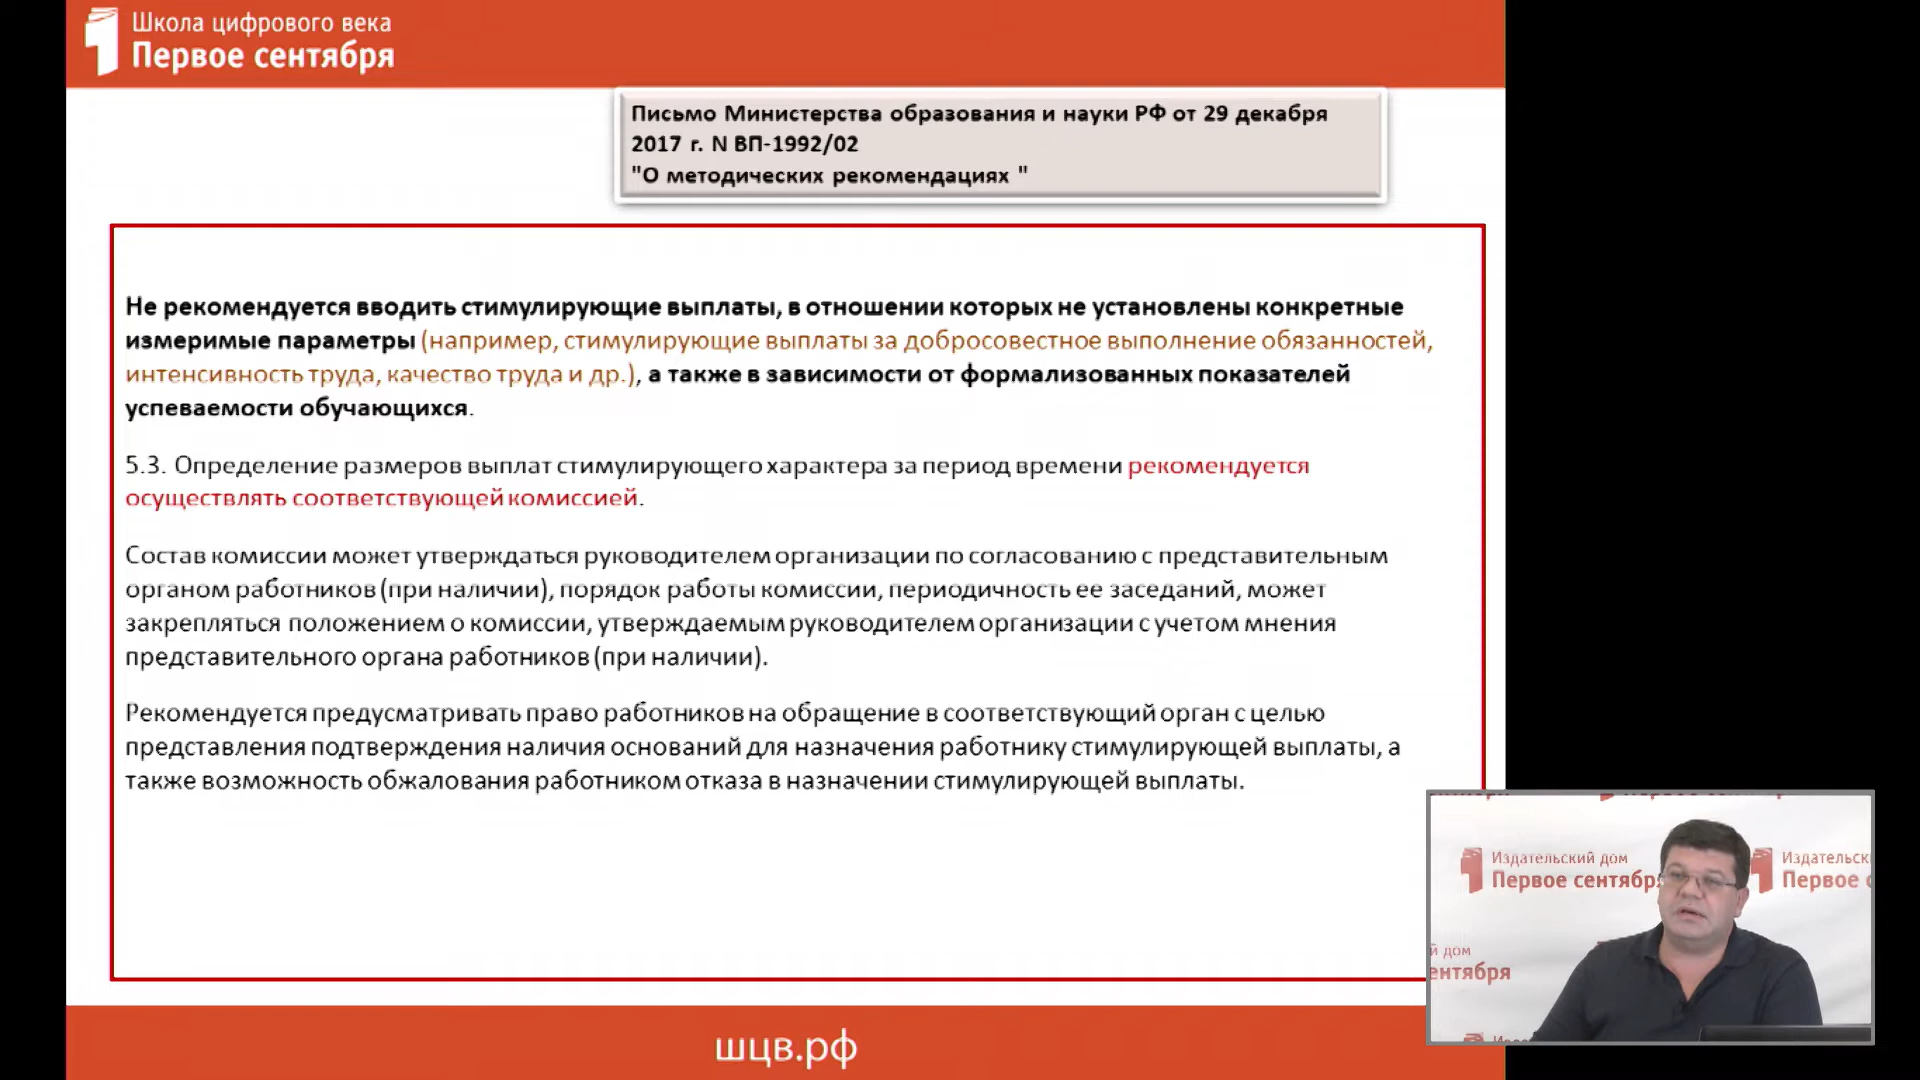 Школа цифрового века
Первое сентября
Письмо Министерства образования и науки РФ от 29 декабря
2017 г. N ВП-1992/02
"О методических рекомендациях "
Не рекомендуется вводить стимулирующие выплаты, в отношении которых не установлены конкретные
измеримые параметры (например, стимулирующие выплаты за добросовестное выполнение обязанностей,
интенсивность труда, качество труда и др.), а также в зависимости от формализованных показателей
успеваемости обучающихся.
5.3. Определение размеров выплат стимулирующего характера за период времени рекомендуется
осуществлять соответствующей комиссией.
Состав комиссии может утверждаться руководителем организации по согласованию с представительным
органом работников (при наличии), порядок работы комиссии, периодичность ее заседаний, может
закрепляться положением о комиссии, утверждаемым руководителем организации с учетом мнения
представительного органа работников (при наличии).
Рекомендуется предусматривать право работников на обращение в соответствующий орган с целью
представления подтверждения наличия оснований для назначения работнику стимулирующей выплаты, а
также возможность обжалования работником отказа в назначении стимулирующей выплаты.
Издательский дом
Первое сентября
Издательск
Первое с
й дом
ентября
шцв.рф